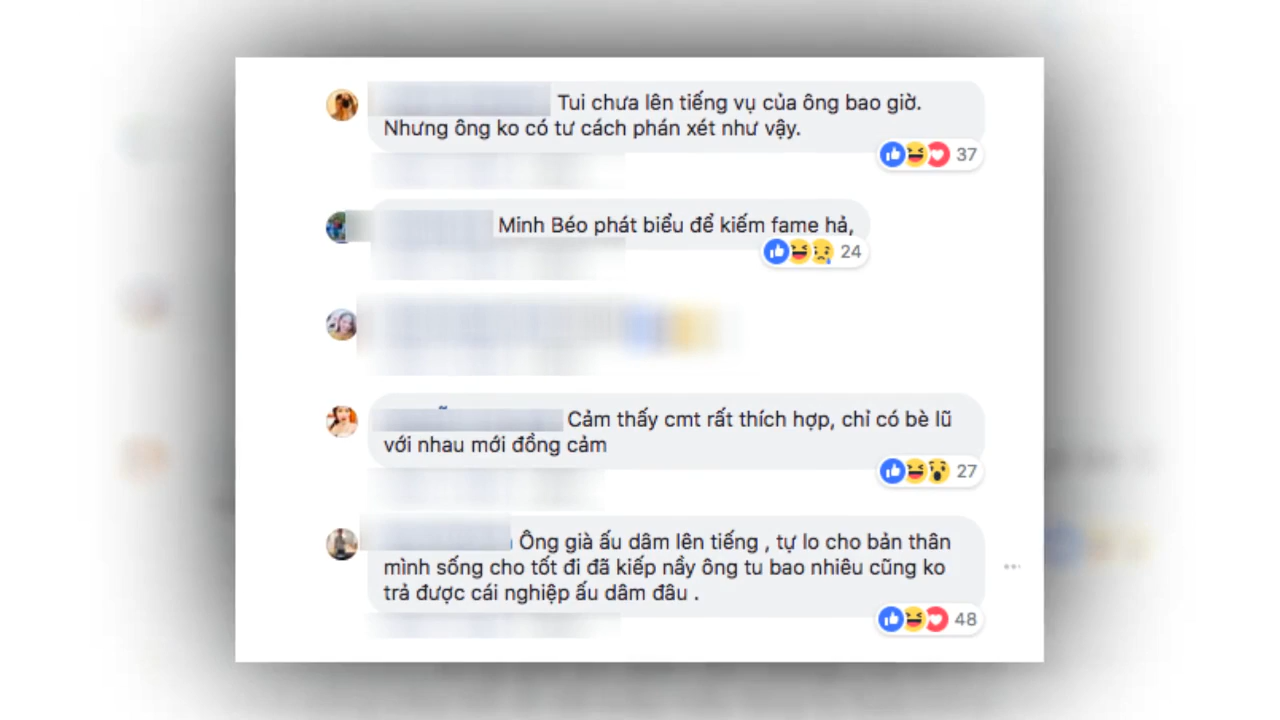 Tui chưa lên tiếng vụ của ông bao giờ.
Nhưng ông ko có tư cách phán xét như vậy.
37
Minh Béo phát biểu để kiếm fame hả,
24
Cảm thấy cmt rất thích hợp, chỉ có bè lũ
với nhau mới đồng cảm
27
Ông già ấu dâm lên tiếng , tự lo cho bản thân
mình sống cho tốt đi đã kiếp nầy ông tu bao nhiêu cũng ko
trả được cái nghiệp ấu dâm đâu .
48